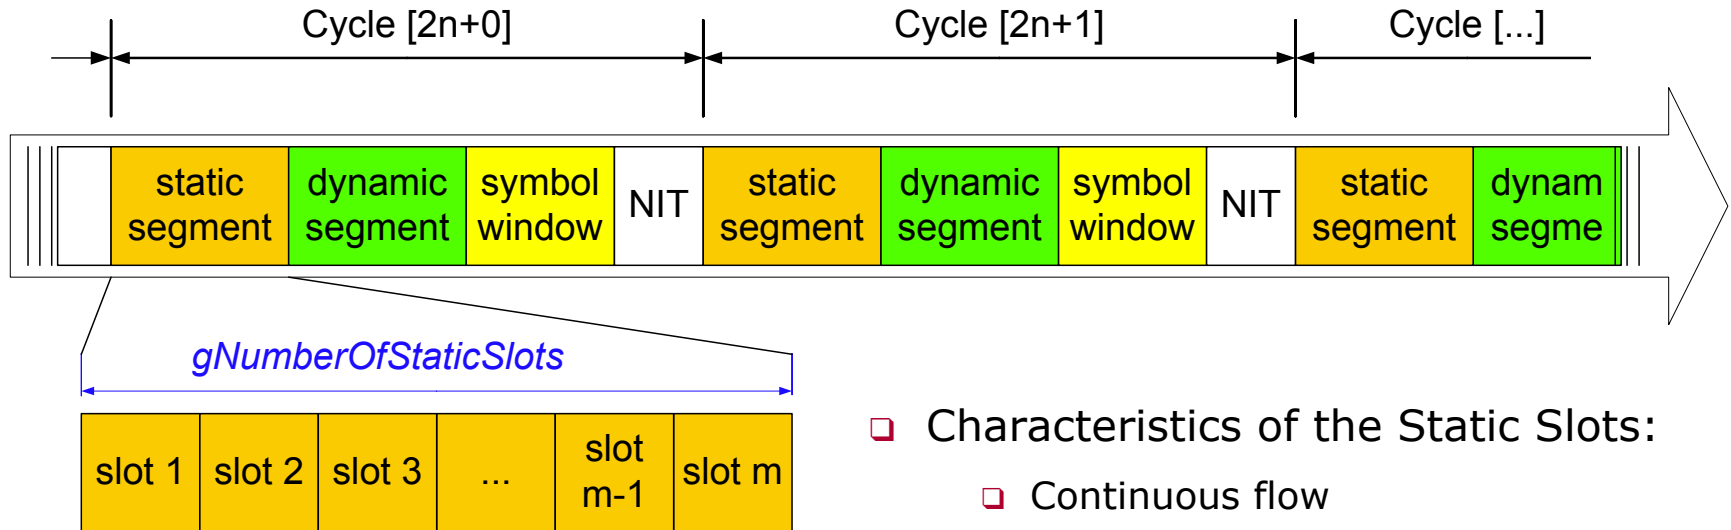 Cycle [2n+0]
Cycle [2n+1]
Cycle [...]
static
segment
dynamic
segment
symbol
window
NIT
static
segment
dynamic
segment
symbol
window
NIT
static
segment
dynam
segme
gNumberOfStaticSlots
slot 1
slot 2
slot 3
...
slot
m-1
slot m
Characteristics of the Static Slots:
Continuous flow